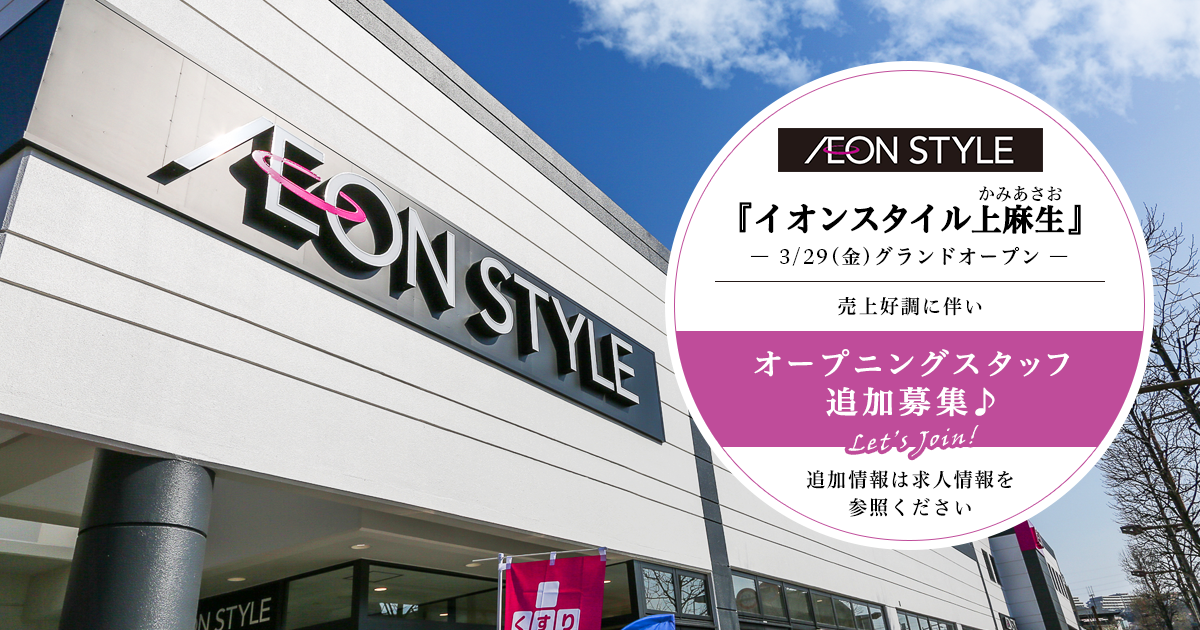 ÆON STYLE
ÆON STYLE
かみあさお
『イオンスタイル上麻生』
― 3/29(金)グランドオープン ―
売上好調に伴い
オープニングスタッフ
追加募集♪
Let's Join!
追加情報は求人情報を
参照ください
N STYLE
くすり